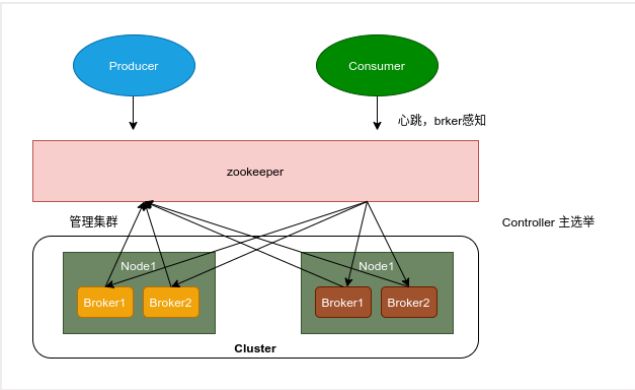 Producer
Consumer
心跳，brker感知
zookeeper
管理集群
Controller 主选举
Node1
Node1
Broker1
Broker2
Broker1
Broker2
Cluster